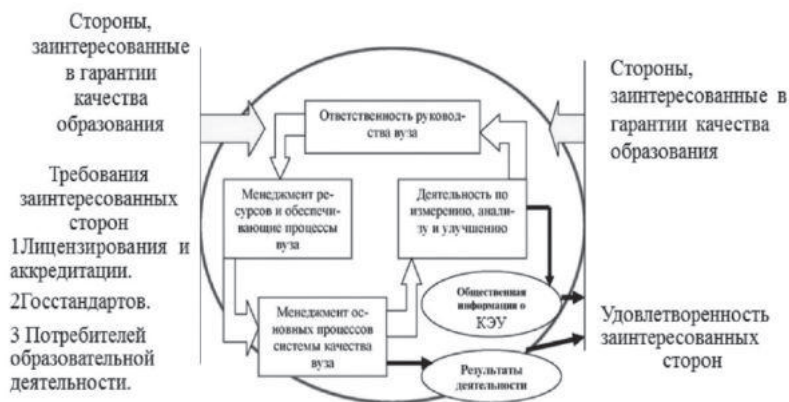 Стороны,
заинтересованные
в гарантии
качества
образования
Требования
заинтересованных
сторон
1Лицензирования и
аккредитации.
2Госстандартов.
3 Потребителей
образовательной
деятельности.
Ответственность руковод-
ства вуза
Менеджмент ре-
сурсов и обеспечи-
вающие процессы
вуза
Деятельность по
измерению, анали-
зу и улучшению
Менеджмент ос-
новных процессов
системы качества
вуза
Общественная
информация о
КЭУ
Результаты
деятельности
Стороны,
заинтересованные в
гарантии качества
образования
Удовлетворенность
заинтересованных
сторон